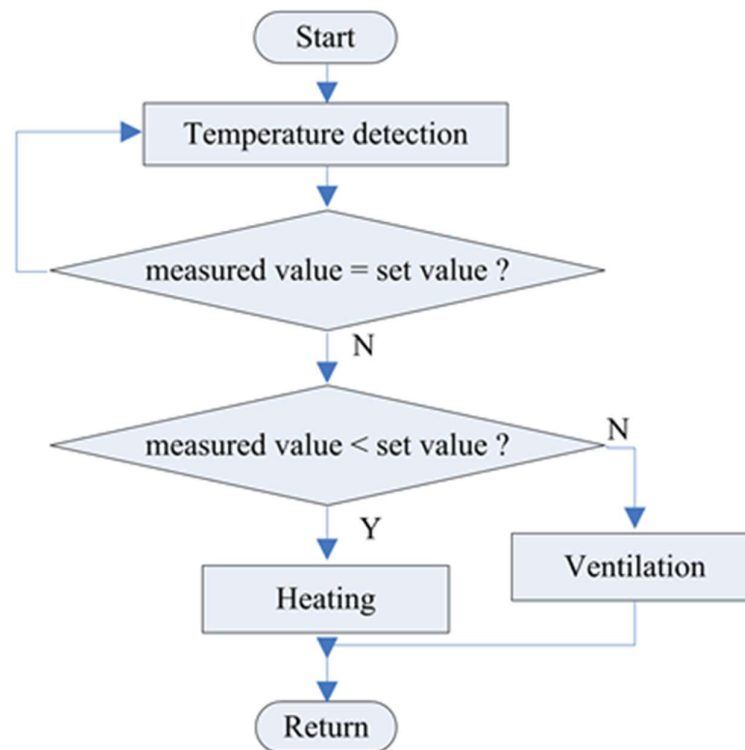 Start
Temperature detection
measured value = set value ?
N
measured value < set value ?
N
Y
Ventilation
Heating
Return